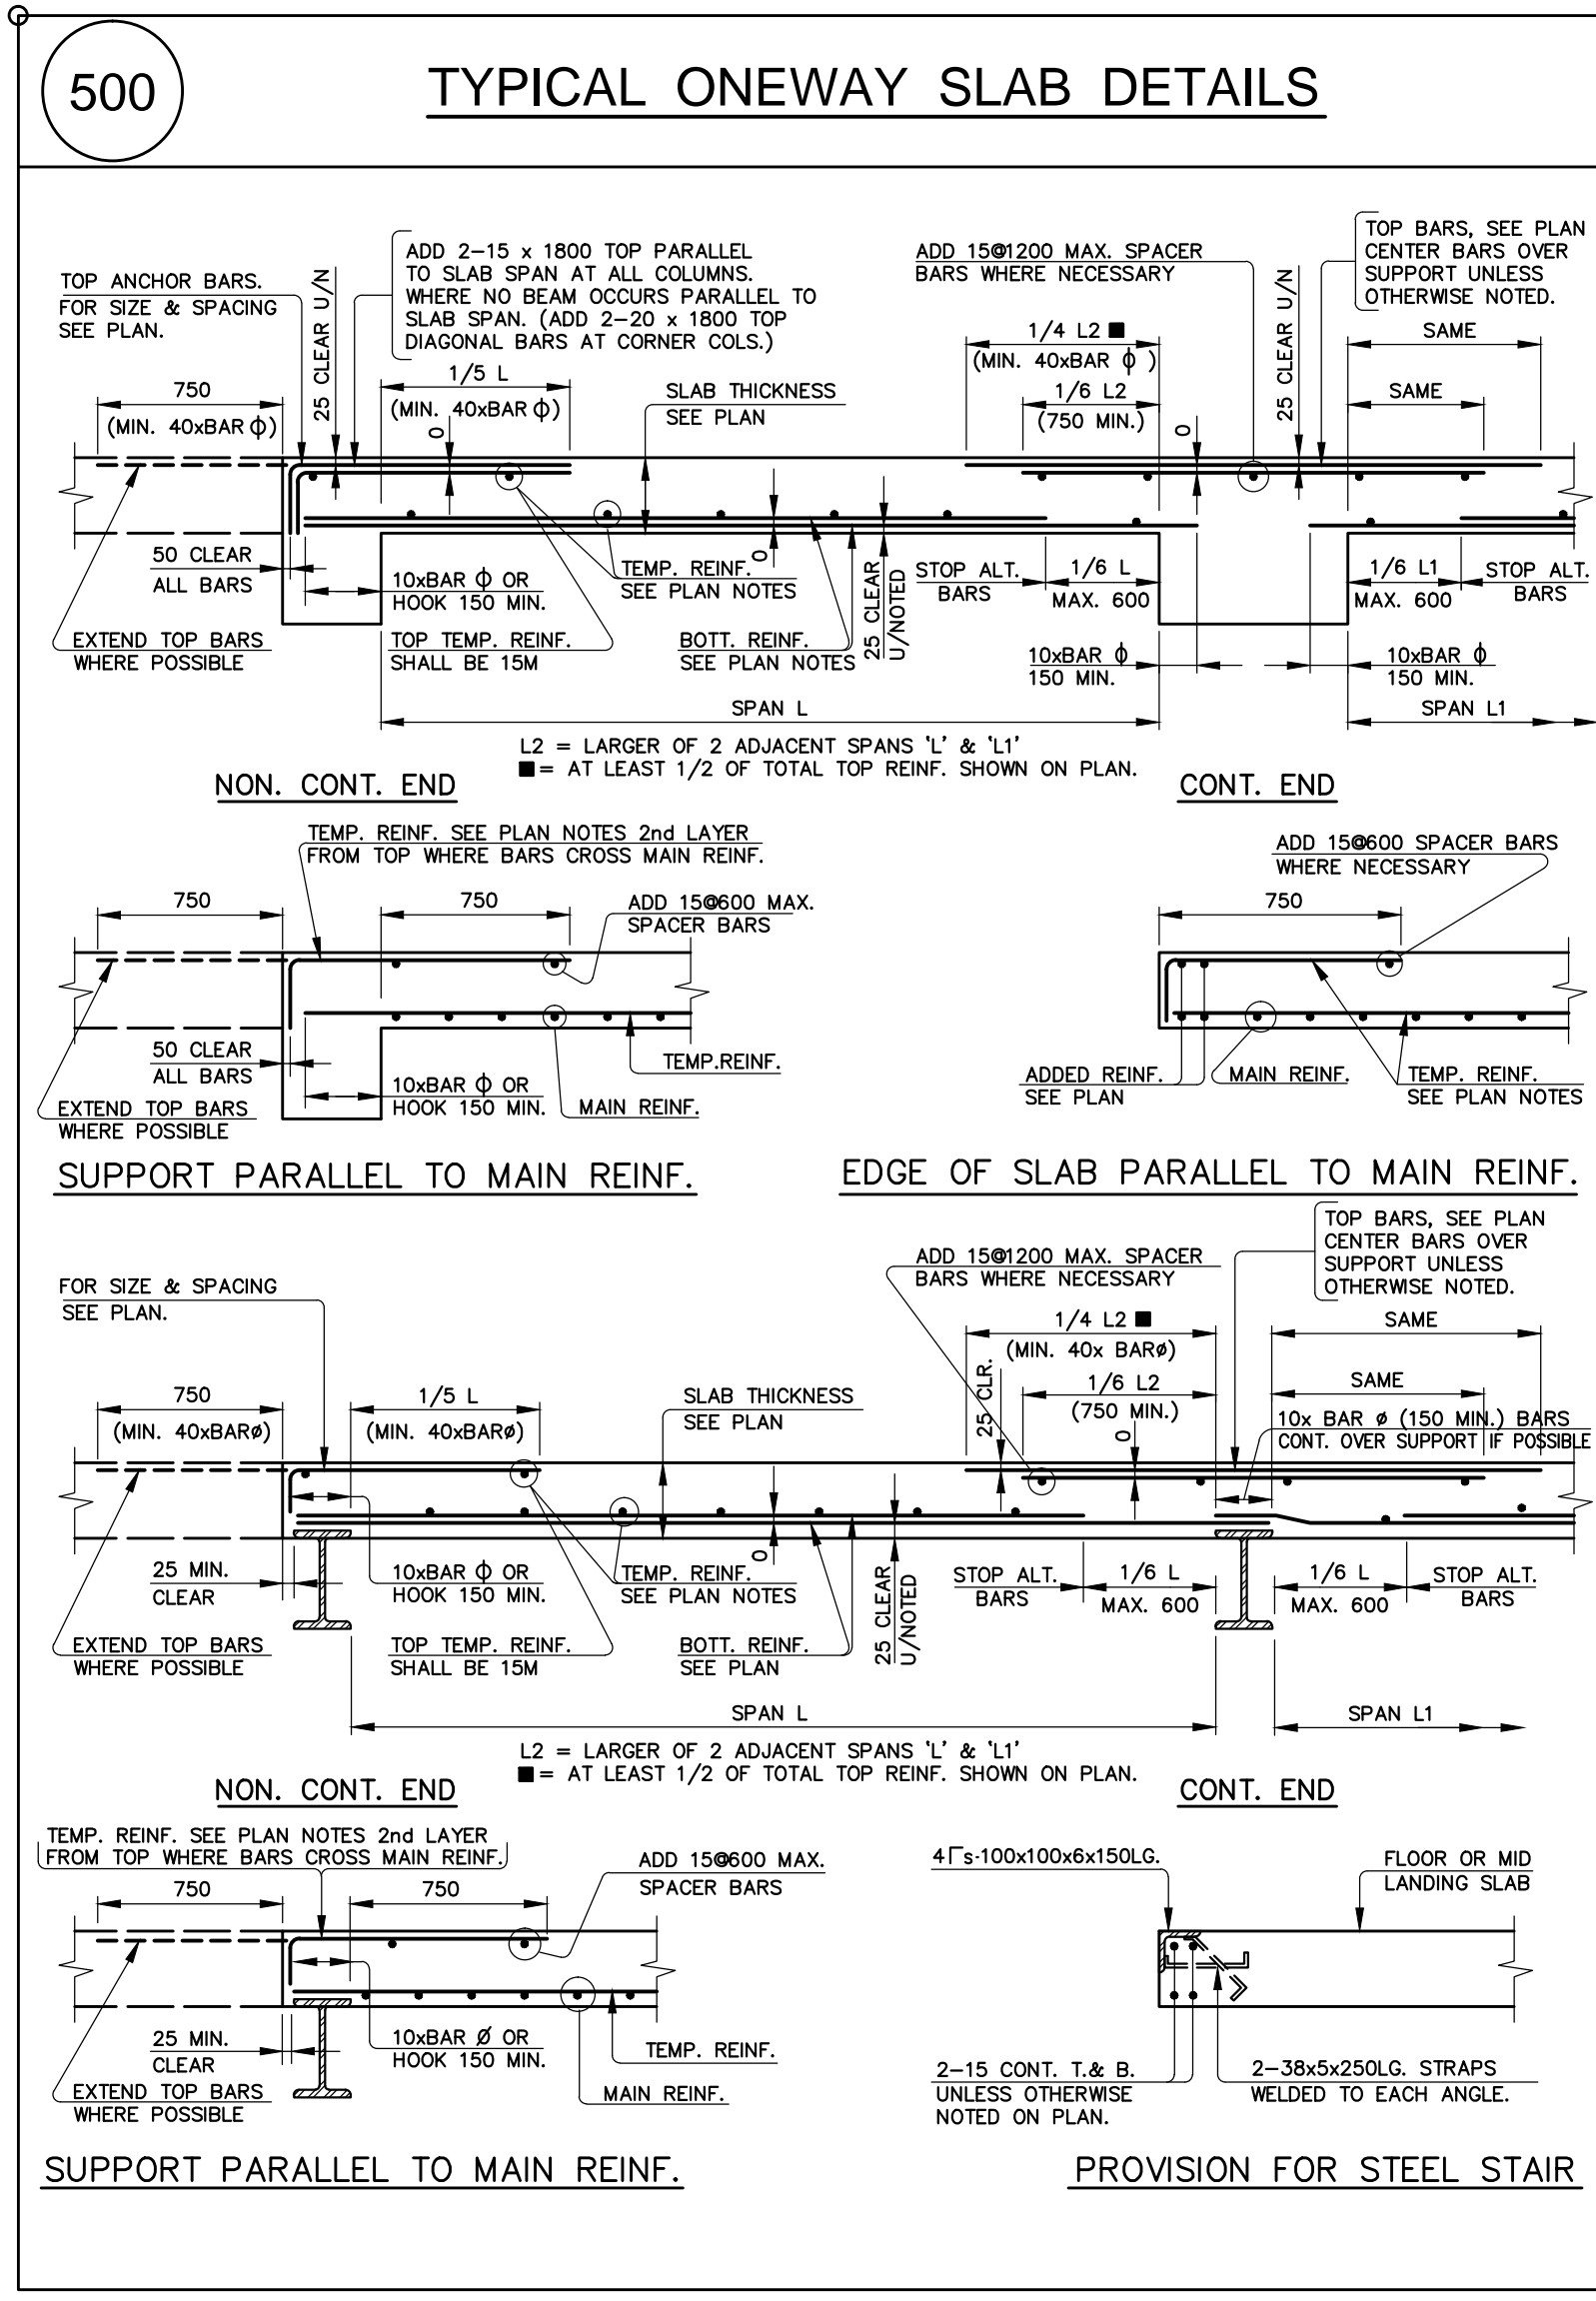 500
TYPICAL ONEWAY SLAB DETAILS
TOP ANCHOR BARS.
FOR SIZE & SPACING
SEE PLAN.
25 CLEAR U/N
ADD 2-15 x 1800 TOP PARALLEL
TO SLAB SPAN AT ALL COLUMNS.
WHERE NO BEAM OCCURS PARALLEL TO
SLAB SPAN. (ADD 2-20 x 1800 TOP
DIAGONAL BARS AT CORNER COLS.)
ADD 15@1200 MAX. SPACER
BARS WHERE NECESSARY
25 CLEAR U/N
TOP BARS, SEE PLAN
CENTER BARS OVER
SUPPORT UNLESS
OTHERWISE NOTED.
750
(MIN. 40xBAR ϕ)
1/5 L
(MIN. 40xBAR ϕ)
0
SLAB THICKNESS
SEE PLAN
1/4 L2 ■
(MIN. 40xBAR ϕ )
1/6 L2
(750 MIN.)
0
SAME
SAME
50 CLEAR
ALL BARS
10xBAR ϕ OR
HOOK 150 MIN.
TEMP. REINF.
SEE PLAN NOTES
0
25 CLEAR
U/NOTED
STOP ALT.
BARS
1/6 L
MAX. 600
1/6 L1
MAX. 600
STOP ALT.
BARS
EXTEND TOP BARS
WHERE POSSIBLE
TOP TEMP. REINF.
SHALL BE 15M
BOTT. REINF.
SEE PLAN NOTES
10xBAR ϕ
150 MIN.
10xBAR ϕ
150 MIN.
SPAN L
SPAN L1
L2 = LARGER OF 2 ADJACENT SPANS 'L' & 'L1'
■= AT LEAST 1/2 OF TOTAL TOP REINF. SHOWN ON PLAN.
NON. CONT. END
CONT. END
TEMP. REINF. SEE PLAN NOTES 2nd LAYER
FROM TOP WHERE BARS CROSS MAIN REINF.
750
750
ADD 15@600 MAX.
SPACER BARS
50 CLEAR
ALL BARS
10xBAR ϕ OR
HOOK 150 MIN.
TEMP.REINF.
MAIN REINF.
EXTEND TOP BARS
WHERE POSSIBLE
SUPPORT PARALLEL TO MAIN REINF.
ADD 15@600 SPACER BARS
WHERE NECESSARY
750
ADDED REINF.
SEE PLAN
MAIN REINF.
TEMP. REINF.
SEE PLAN NOTES
EDGE OF SLAB PARALLEL TO MAIN REINF.
FOR SIZE & SPACING
SEE PLAN.
ADD 15@1200 MAX. SPACER
BARS WHERE NECESSARY
TOP BARS, SEE PLAN
CENTER BARS OVER
SUPPORT UNLESS
OTHERWISE NOTED.
750
(MIN. 40xBARø)
1/5 L
(MIN. 40xBARø)
SLAB THICKNESS
SEE PLAN
25 CLR.
1/4 L2 ■
(MIN. 40x BARø)
1/6 L2
(750 MIN.)
0
SAME
SAME
10x BAR ø (150 MIN.) BARS
CONT. OVER SUPPORT IF POSSIBLE
25 MIN.
CLEAR
10xBAR ϕ OR
HOOK 150 MIN.
TEMP. REINF.
SEE PLAN NOTES
0
25 CLEAR
U/NOTED
STOP ALT.
BARS
1/6 L
MAX. 600
1/6 L
MAX. 600
STOP ALT.
BARS
EXTEND TOP BARS
WHERE POSSIBLE
TOP TEMP. REINF.
SHALL BE 15M
BOTT. REINF.
SEE PLAN
SPAN L
SPAN L1
L2 = LARGER OF 2 ADJACENT SPANS 'L' & 'L1'
■= AT LEAST 1/2 OF TOTAL TOP REINF. SHOWN ON PLAN.
NON. CONT. END
CONT. END
TEMP. REINF. SEE PLAN NOTES 2nd LAYER
FROM TOP WHERE BARS CROSS MAIN REINF.
750
750
ADD 15@600 MAX.
SPACER BARS
25 MIN.
CLEAR
10xBAR Ø OR
HOOK 150 MIN.
TEMP. REINF.
MAIN REINF.
EXTEND TOP BARS
WHERE POSSIBLE
SUPPORT PARALLEL TO MAIN REINF.
4Γs-100x100x6x150LG.
FLOOR OR MID
LANDING SLAB
2-15 CONT. T.& B.
UNLESS OTHERWISE
NOTED ON PLAN.
2-38x5x250LG. STRAPS
WELDED TO EACH ANGLE.
PROVISION FOR STEEL STAIR